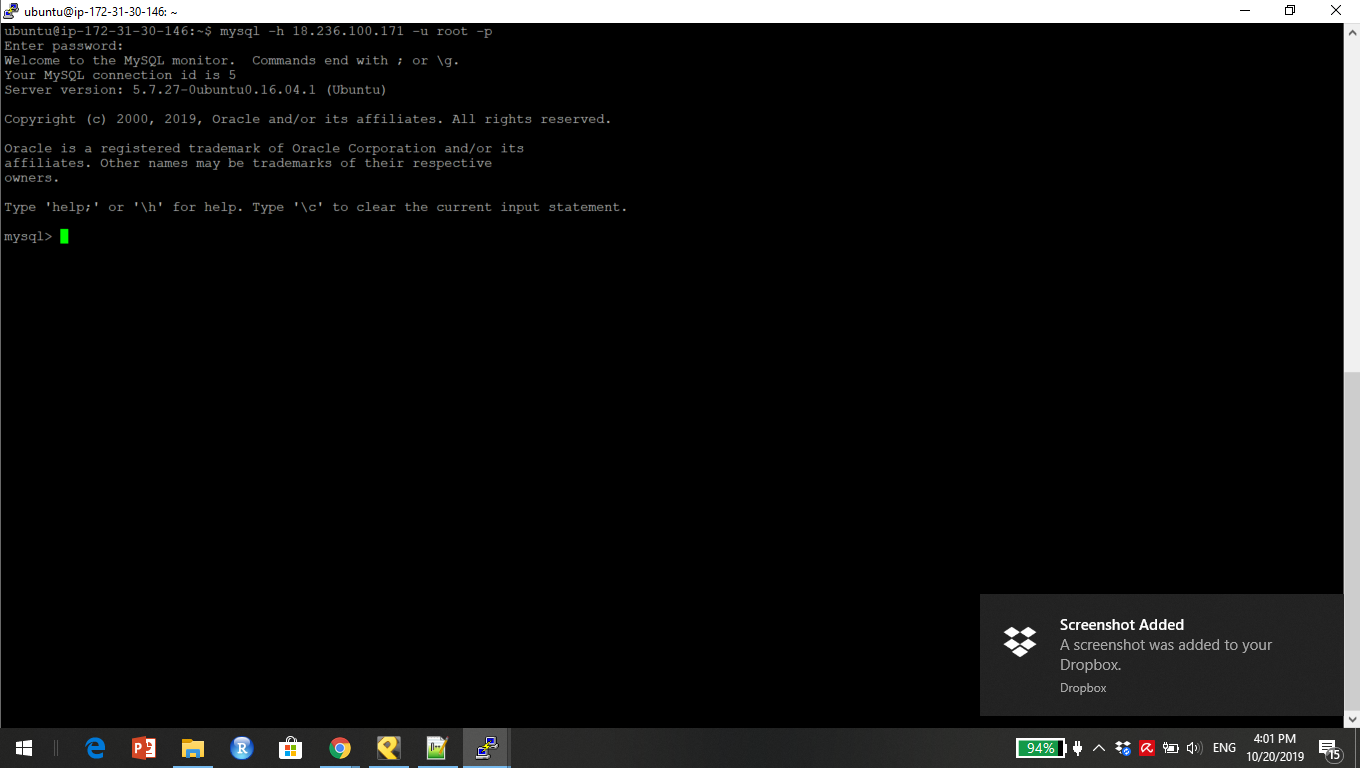 ubuntu@ip-172-31-30-146: ~
ubuntu@ip-172-31-30-146:~$ mysql -h 18.236.100.171 -u root -p
Enter password:
Welcome to the MySQL monitor.  Commands end with ; or \g.
Your MySQL connection id is 5
Server version: 5.7.27-0ubuntu0.16.04.1 (Ubuntu)
Copyright (c) 2000, 2019, Oracle and/or its affiliates. All rights reserved.
Oracle is a registered trademark of Oracle Corporation and/or its
affiliates. Other names may be trademarks of their respective
owners.
Type 'help;' or '\h' for help. Type '\c' to clear the current input statement.
mysql>
Screenshot Added
A screenshot was added to your
Dropbox.
Dropbox
94%
ENG
4:01 PM
10/20/2019
15